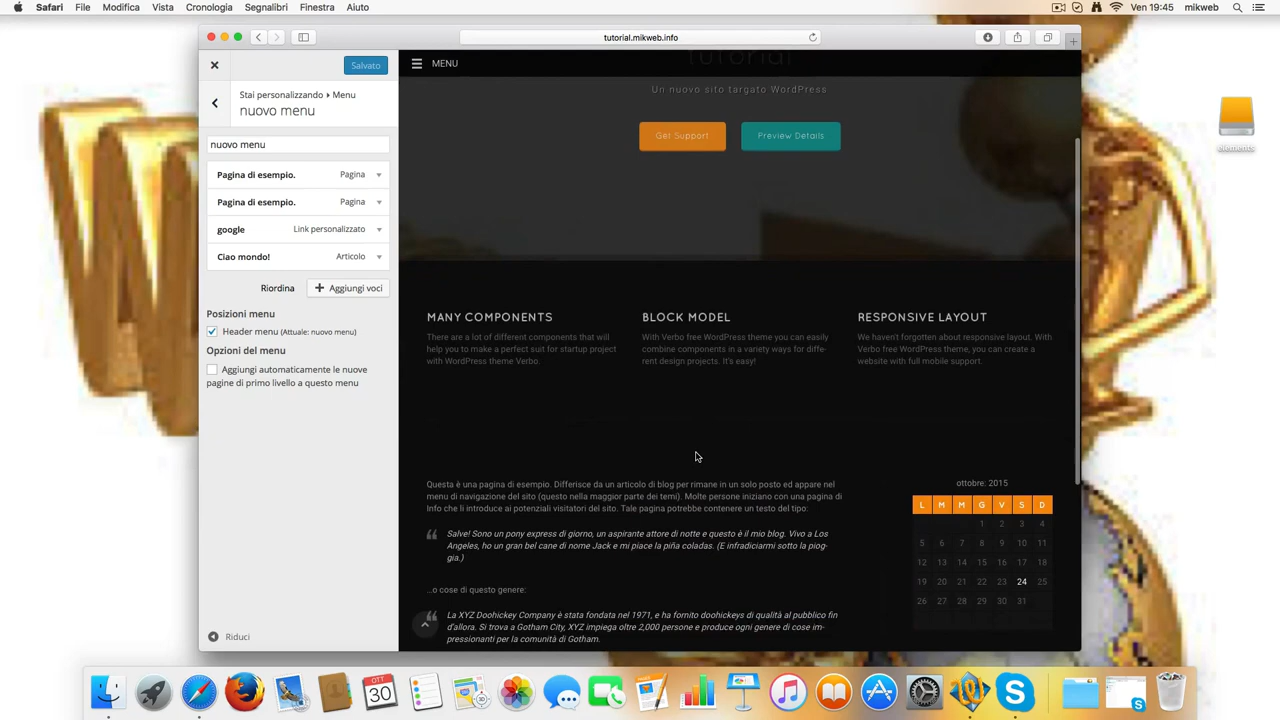 Safari File Modifica Vista Cronologia Segnalibri Finestra Aiuto Ven 19:45 mikweb
tutorial.mikweb.info
Salvato
Stai personalizzando ▸ Menu
nuovo menu
nuovo menu
Pagina di esempio. Pagina
Pagina di esempio. Pagina
google Link personalizzato
Ciao mondo! Articolo
Riordina + Aggiungi voci
Posizioni menu
Header menu (Attuale: nuovo menu)
Opzioni del menu
Aggiungi automaticamente le nuove
pagine di primo livello a questo menu
Riduci
MENU
tutorial
Un nuovo sito targato WordPress
Get Support Preview Details
MANY COMPONENTS
There are a lot of different components that will
help you to make a perfect suit for startup project
with WordPress theme Verbo.
BLOCK MODEL
With Verbo free WordPress theme you can easily
combine components in a variety ways for diffe-
rent design projects. It's easy!
RESPONSIVE LAYOUT
We haven't forgotten about responsive layout. With
Verbo free WordPress theme, you can create a
website with full mobile support.
Questa è una pagina di esempio. Differisce da un articolo di blog per rimane in un solo posto ed appare nel
menu di navigazione del sito (questo nella maggior parte dei temi). Molte persone iniziano con una pagina di
Info che li introduce ai potenziali visitatori del sito. Tale pagina potrebbe contenere un testo del tipo:
Salve! Sono un pony express di giorno, un aspirante attore di notte e questo è il mio blog. Vivo a Los
Angeles, ho un gran bel cane di nome Jack e mi piace la piña coladas. (E infradiciarmi sotto la piog-
gia.)
...o cose di questo genere:
La XYZ Doohickey Company è stata fondata nel 1971, e ha fornito doohickeys di qualità al pubblico fin
d'allora. Si trova a Gotham City, XYZ impiega oltre 2,000 persone e produce ogni genere di cose im-
pressionanti per la comunità di Gotham.
ottobre: 2015
L M M G V S D
1 2 3 4
5 6 7 8 9 10 11
12 13 14 15 16 17 18
19 20 21 22 23 24 25
26 27 28 29 30 31
elements
OTT
30